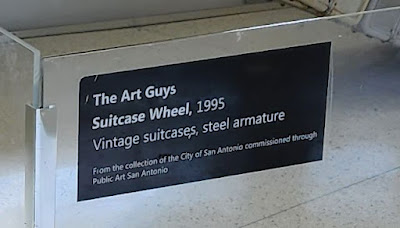 The Art Guys
Suitcase Wheel, 1995
Vintage suitcases, steel armature
From the collection of the City of San Antonio commissioned through
Public Art San Antonio